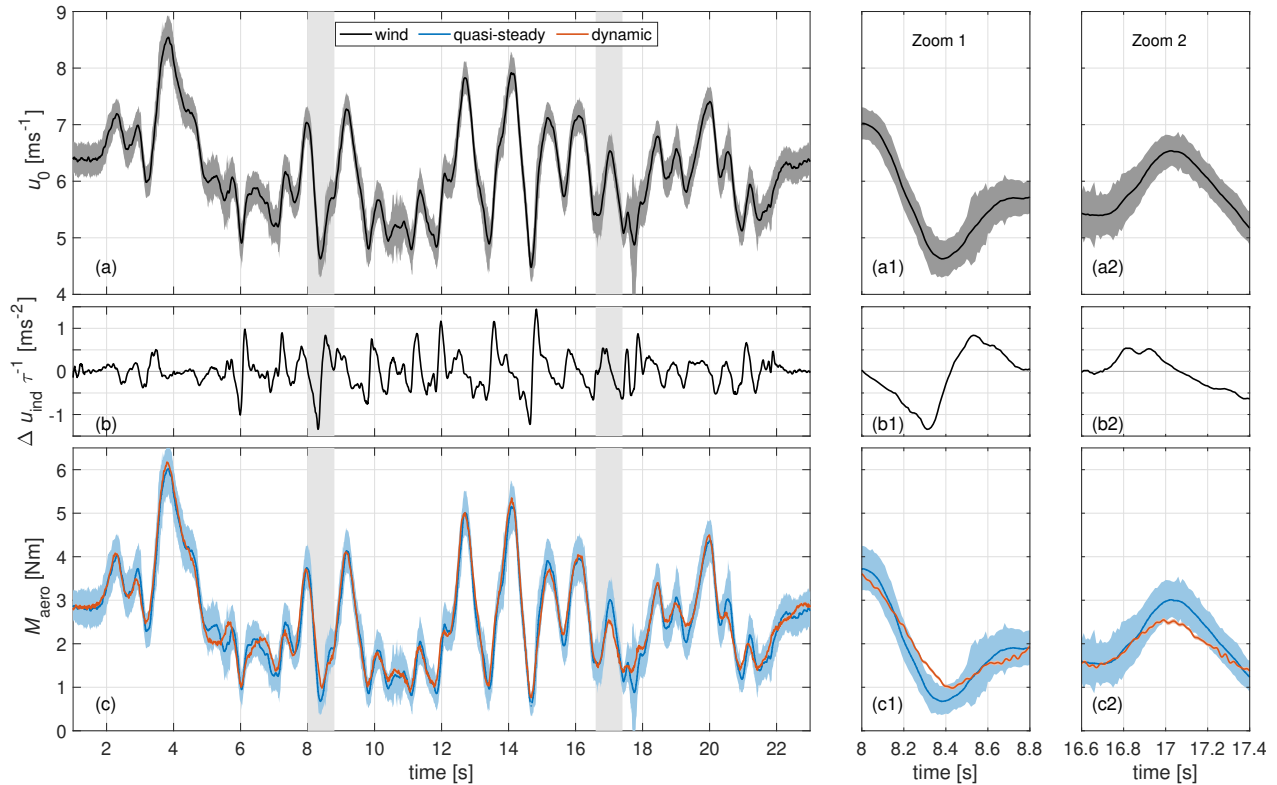 9
8
7
6
5
4
u0 [ms-1]
wind quasi-steady dynamic
(a)
Zoom 1
(a1)
Zoom 2
(a2)
1
0
-1
Δ uind τ-1 [ms-2]
(b)
(b1)
(b2)
6
5
4
3
2
1
0
Maero [Nm]
(c)
(c1)
(c2)
2 4 6 8 10 12 14 16 18 20 22
time [s]
8 8.2 8.4 8.6 8.8
time [s]
16.6 16.8 17 17.2 17.4
time [s]